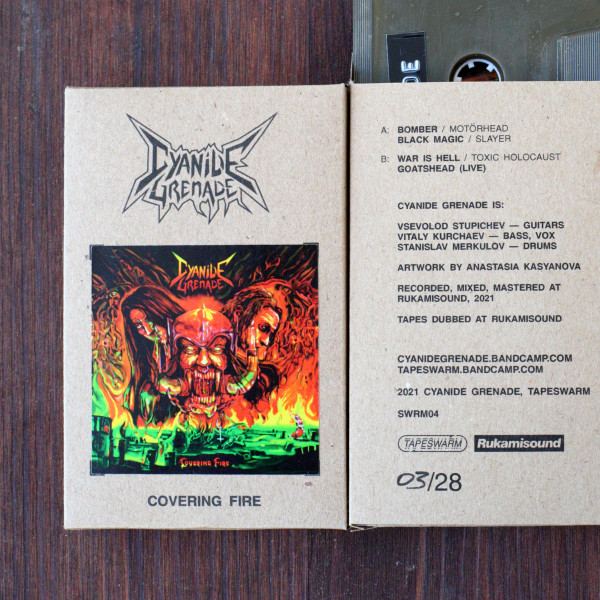 CYANIDE
GRENADE
CYANIDE
GRENADE
COVERING FIRE
COVERING FIRE
DE
A: BOMBER / MOTÖRHEAD
BLACK MAGIC / SLAYER
B: WAR IS HELL / TOXIC HOLOCAUST
GOATSHEAD (LIVE)
CYANIDE GRENADE IS:
VSEVOLOD STUPICHEV — GUITARS
VITALY KURCHAEV — BASS, VOX
STANISLAV MERKULOV — DRUMS
ARTWORK BY ANASTASIA KASYANOVA
RECORDED, MIXED, MASTERED AT
RUKAMISOUND, 2021
TAPES DUBBED AT RUKAMISOUND
CYANIDEGRENADE.BANDCAMP.COM
TAPESWARM.BANDCAMP.COM
2021 CYANIDE GRENADE, TAPESWARM
SWRM04
TAPESWARM Rukamisound
03/28